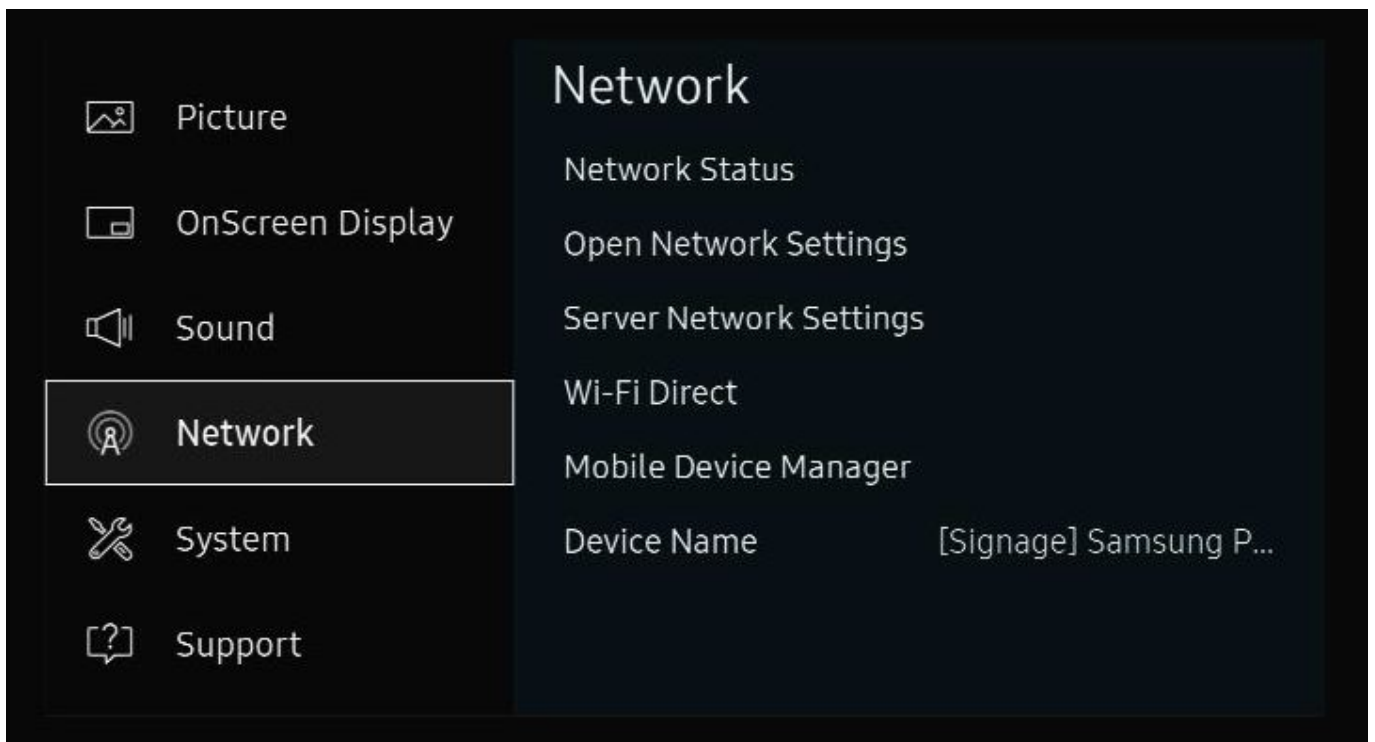 Picture
OnScreen Display
Sound
Network
System
Support
Network
Network Status
Open Network Settings
Server Network Settings
Wi-Fi Direct
Mobile Device Manager
Device Name [Signage] Samsung P...